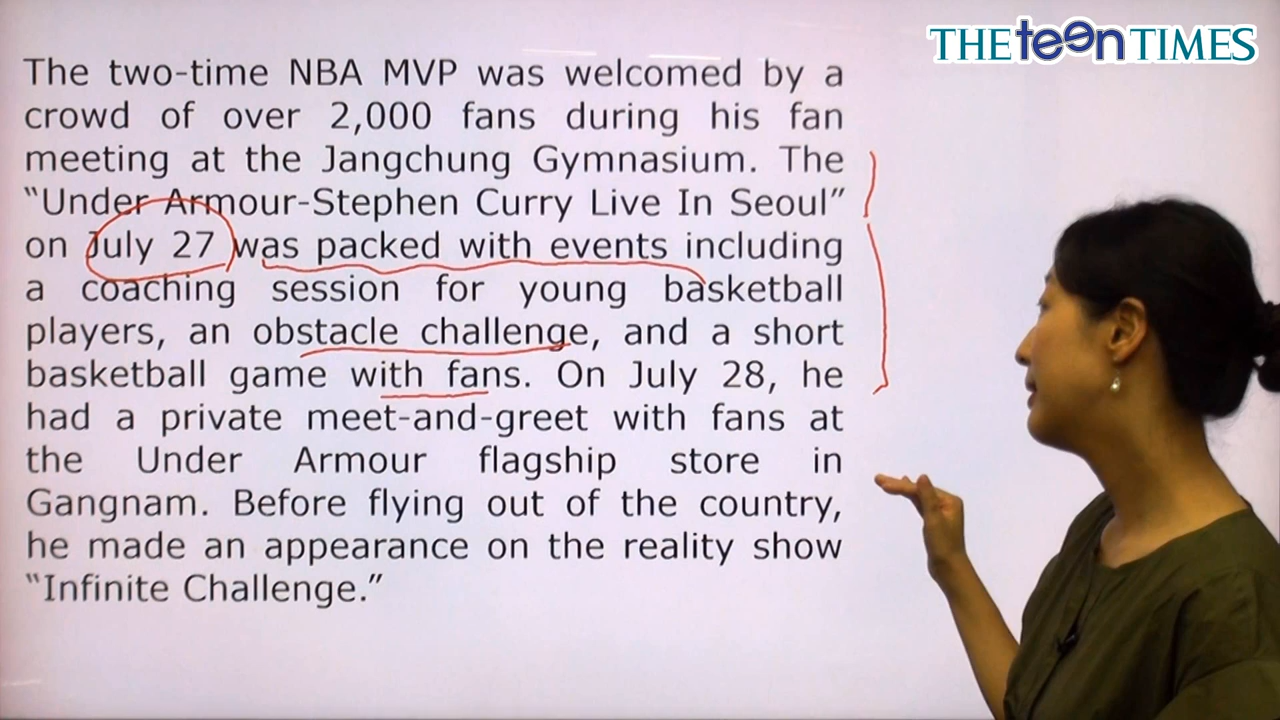 THE teen TIMES
The two-time NBA MVP was welcomed by a
crowd of over 2,000 fans during his fan
meeting at the Jangchung Gymnasium. The
“Under Armour-Stephen Curry Live In Seoul”
on July 27 was packed with events including
a coaching session for young basketball
players, an obstacle challenge, and a short
basketball game with fans. On July 28, he
had a private meet-and-greet with fans at
the Under Armour flagship store in
Gangnam. Before flying out of the country,
he made an appearance on the reality show
“Infinite Challenge.”